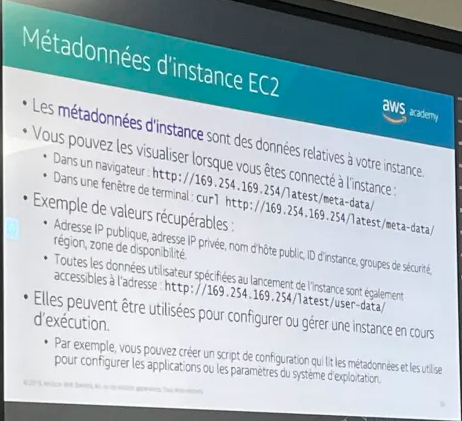 Métadonnées d'instance EC2
aws academy
• Les métadonnées d'instance sont des données relatives à votre instance.
• Vous pouvez les visualiser lorsque vous êtes connecté à l'instance :
• Dans un navigateur : http://169.254.169.254/latest/meta-data/
• Dans une fenêtre de terminal : curl http://169.254.169.254/latest/meta-data/
• Exemple de valeurs récupérables :
• Adresse IP publique, adresse IP privée, nom d'hôte public, ID d'instance, groupes de sécurité,
région, zone de disponibilité.
• Toutes les données utilisateur spécifiées au lancement de l'instance sont également
accessibles à l'adresse : http://169.254.169.254/latest/user-data/
• Elles peuvent être utilisées pour configurer ou gérer une instance en cours
d'exécution.
• Par exemple, vous pouvez créer un script de configuration qui lit les métadonnées et les utilise
pour configurer les applications ou les paramètres du système d'exploitation.